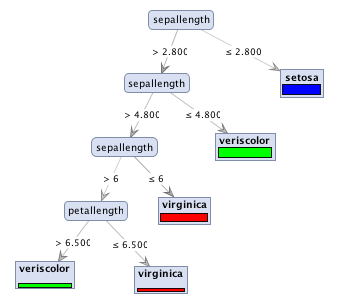 sepallength
> 2.800
≤ 2.800
setosa
sepallength
> 4.800
≤ 4.800
veriscolor
sepallength
> 6
≤ 6
virginica
petallength
> 6.500
≤ 6.500
veriscolor
virginica